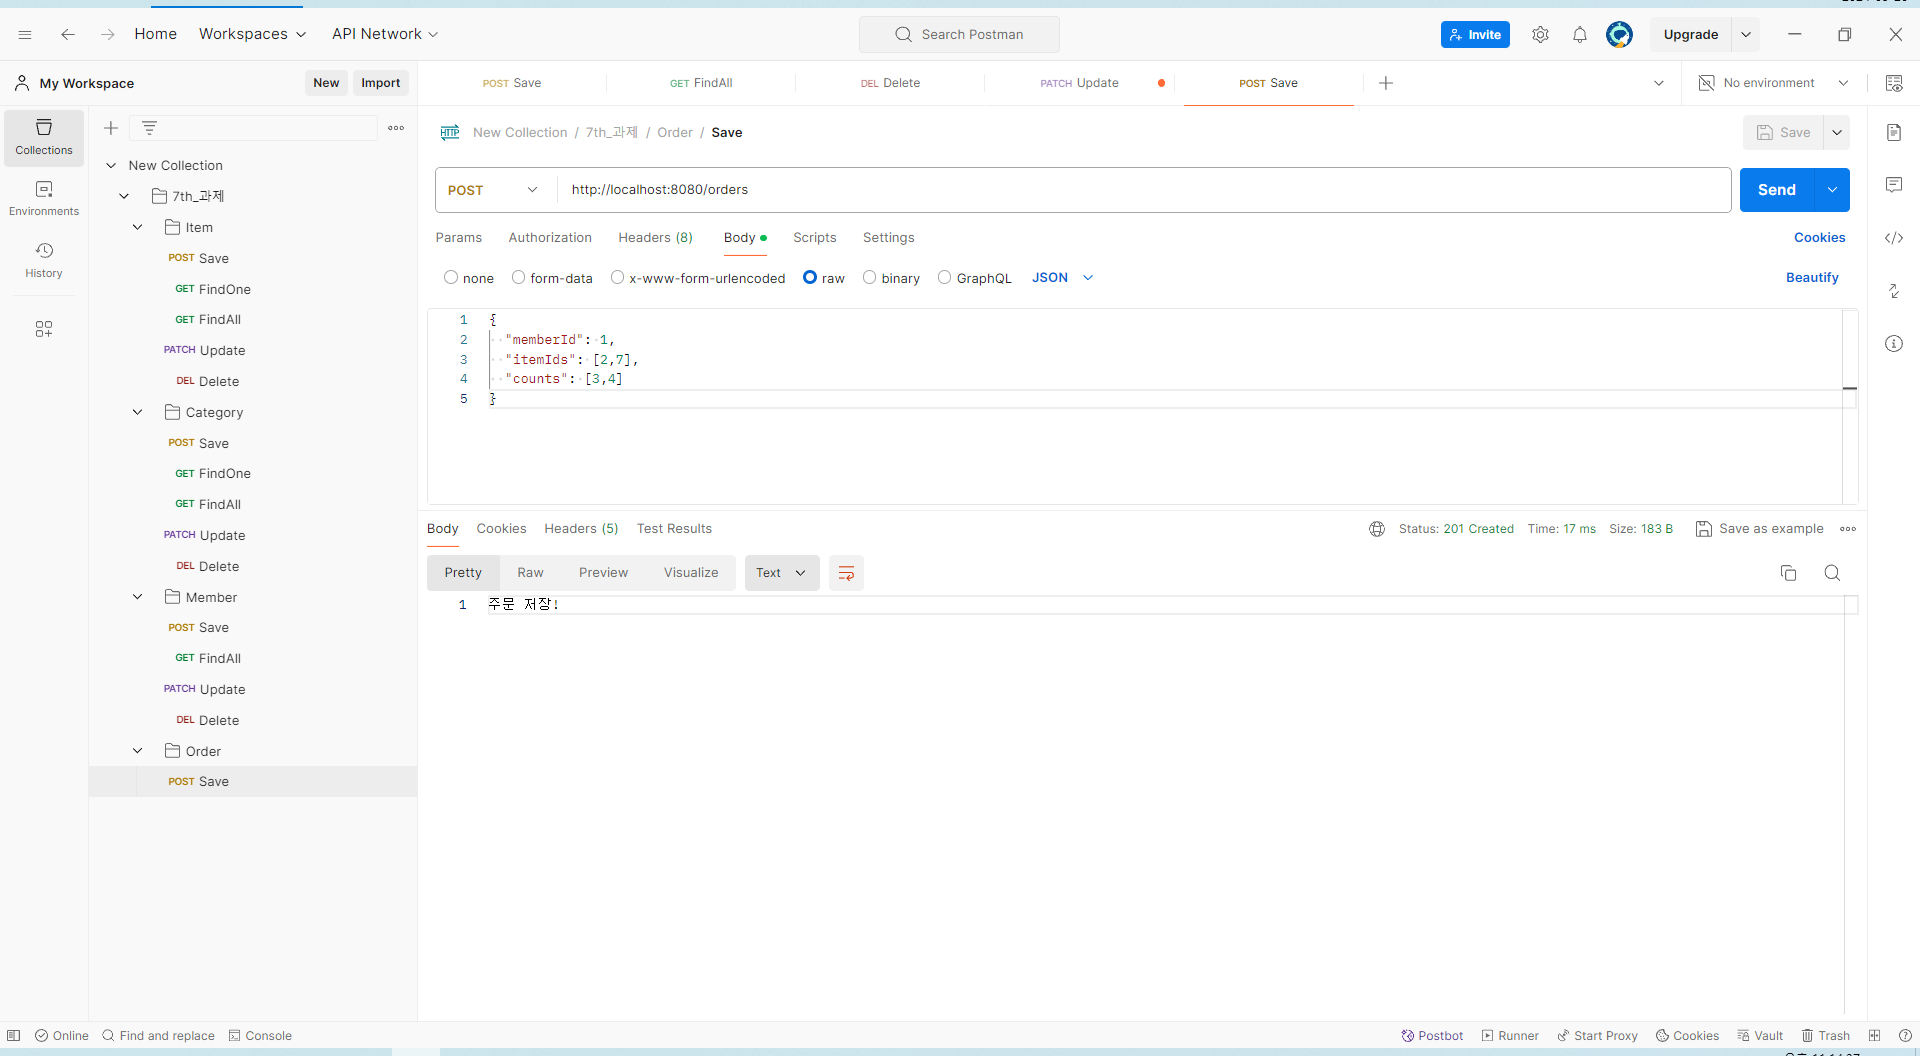 Home Workspaces API Network Search Postman Invite Upgrade
My Workspace New Import POST Save GET FindAll DEL Delete PATCH Update POST Save No environment
Collections
Environments
History
New Collection
7th_과제
Item
POST Save
GET FindOne
GET FindAll
PATCH Update
DEL Delete
Category
POST Save
GET FindOne
GET FindAll
PATCH Update
DEL Delete
Member
POST Save
GET FindAll
PATCH Update
DEL Delete
Order
POST Save
HTTP New Collection / 7th_과제 / Order / Save Save
POST http://localhost:8080/orders Send
Params Authorization Headers (8) Body Scripts Settings Cookies
none form-data x-www-form-urlencoded raw binary GraphQL JSON Beautify
1 {
2 "memberId": 1,
3 "itemIds": [2,7],
4 "counts": [3,4]
5 }
Body Cookies Headers (5) Test Results Status: 201 Created Time: 17 ms Size: 183 B Save as example
Pretty Raw Preview Visualize Text
1 주문 저장!
Online Find and replace Console Postbot Runner Start Proxy Cookies Vault Trash